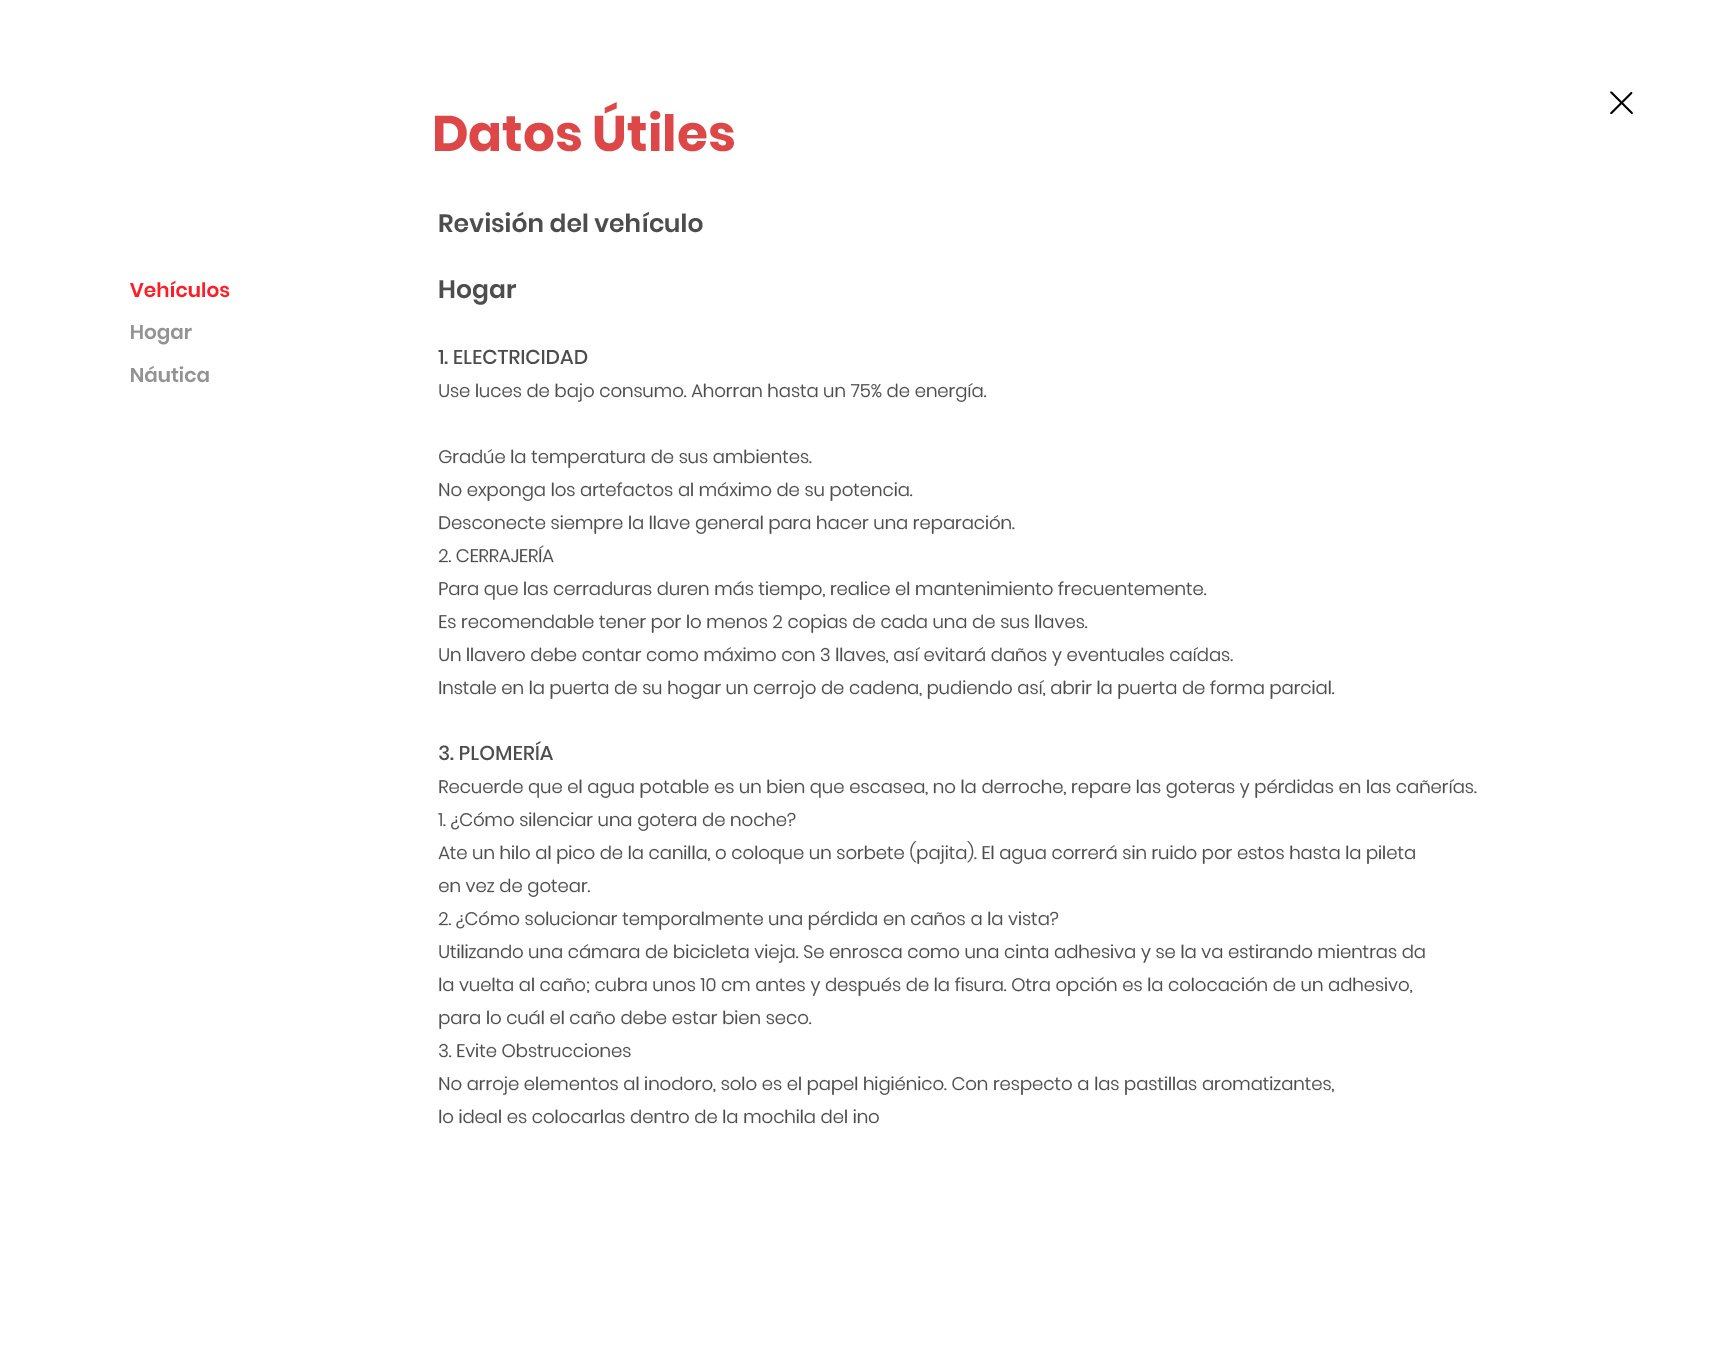 Datos Útiles
Revisión del vehículo
Vehículos
Hogar
Náutica
Hogar
1. ELECTRICIDAD
Use luces de bajo consumo. Ahorran hasta un 75% de energía.
Gradúe la temperatura de sus ambientes.
No exponga los artefactos al máximo de su potencia.
Desconecte siempre la llave general para hacer una reparación.
2. CERRAJERÍA
Para que las cerraduras duren más tiempo, realice el mantenimiento frecuentemente.
Es recomendable tener por lo menos 2 copias de cada una de sus llaves.
Un llavero debe contar como máximo con 3 llaves, así evitará daños y eventuales caídas.
Instale en la puerta de su hogar un cerrojo de cadena, pudiendo así, abrir la puerta de forma parcial.
3. PLOMERÍA
Recuerde que el agua potable es un bien que escasea, no la derroche, repare las goteras y pérdidas en las cañerías.
1. ¿Cómo silenciar una gotera de noche?
Ate un hilo al pico de la canilla, o coloque un sorbete (pajita). El agua correrá sin ruido por estos hasta la pileta
en vez de gotear.
2. ¿Cómo solucionar temporalmente una pérdida en caños a la vista?
Utilizando una cámara de bicicleta vieja. Se enrosca como una cinta adhesiva y se la va estirando mientras da
la vuelta al caño; cubra unos 10 cm antes y después de la fisura. Otra opción es la colocación de un adhesivo,
para lo cuál el caño debe estar bien seco.
3. Evite Obstrucciones
No arroje elementos al inodoro, solo es el papel higiénico. Con respecto a las pastillas aromatizantes,
lo ideal es colocarlas dentro de la mochila del ino